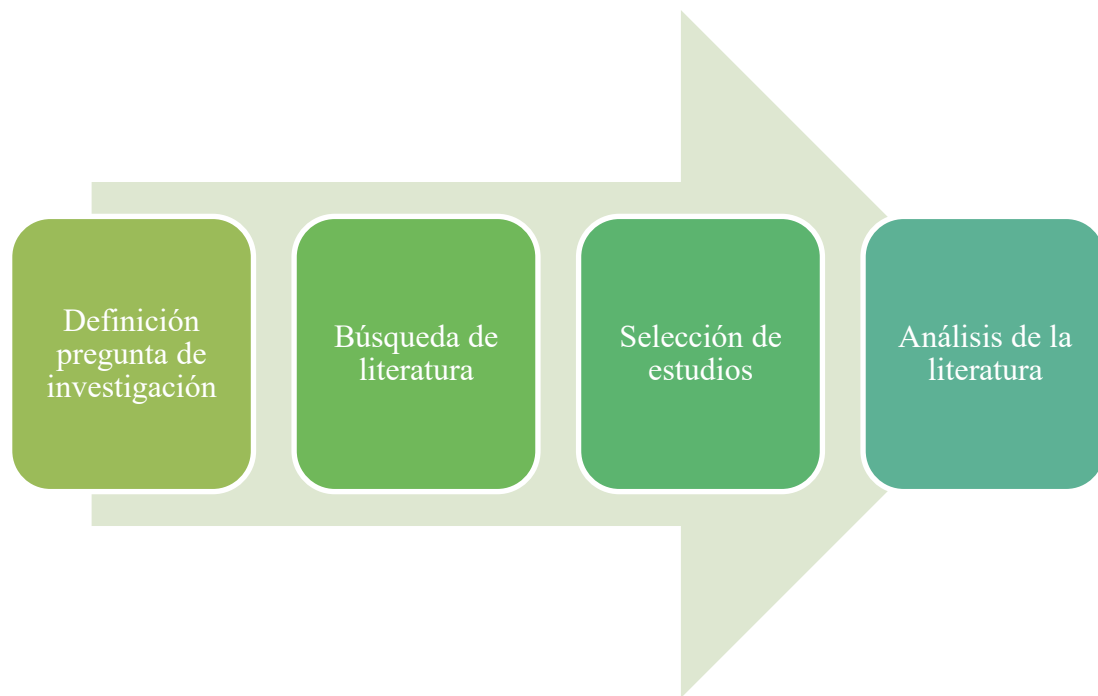 Definición
pregunta de
investigación
Búsqueda de
literatura
Selección de
estudios
Análisis de la
literatura